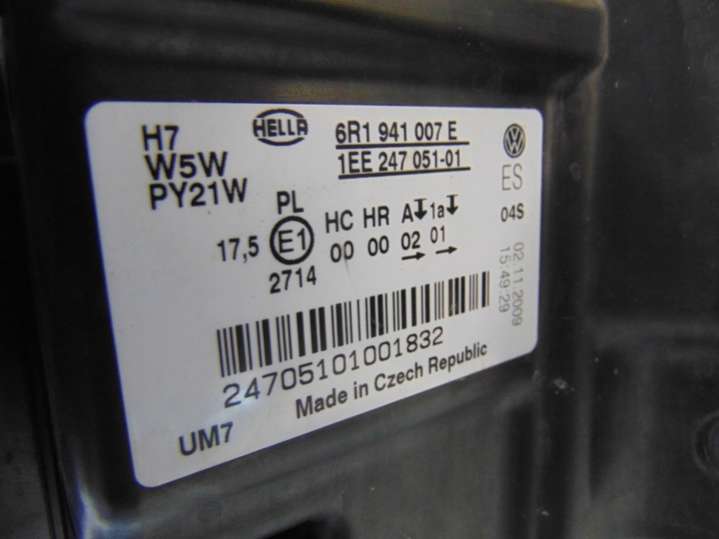 H7
W5W
PY21W
HELLA
6R1 941 007 E
1EE 247 051-01
VW
ES
04S
PL
17,5 E1
2714
HC HR A 1a
00 00 02 01
02.11.2009
15:49:29
24705101001832
Made in Czech Republic
UM7